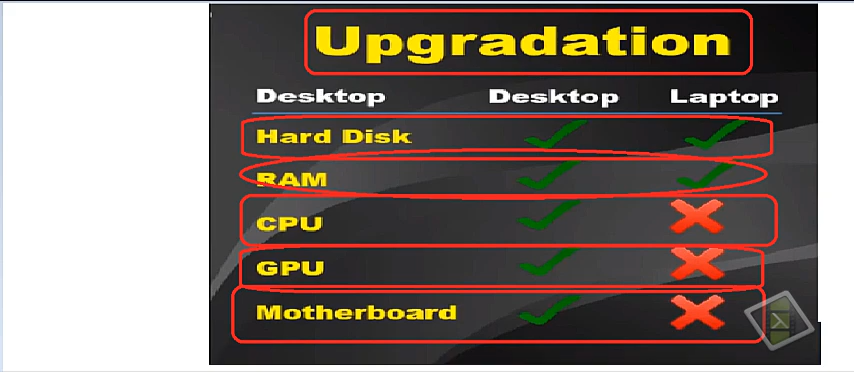 Upgradation
Desktop Desktop Laptop
Hard Disk
RAM
CPU
GPU
Motherboard